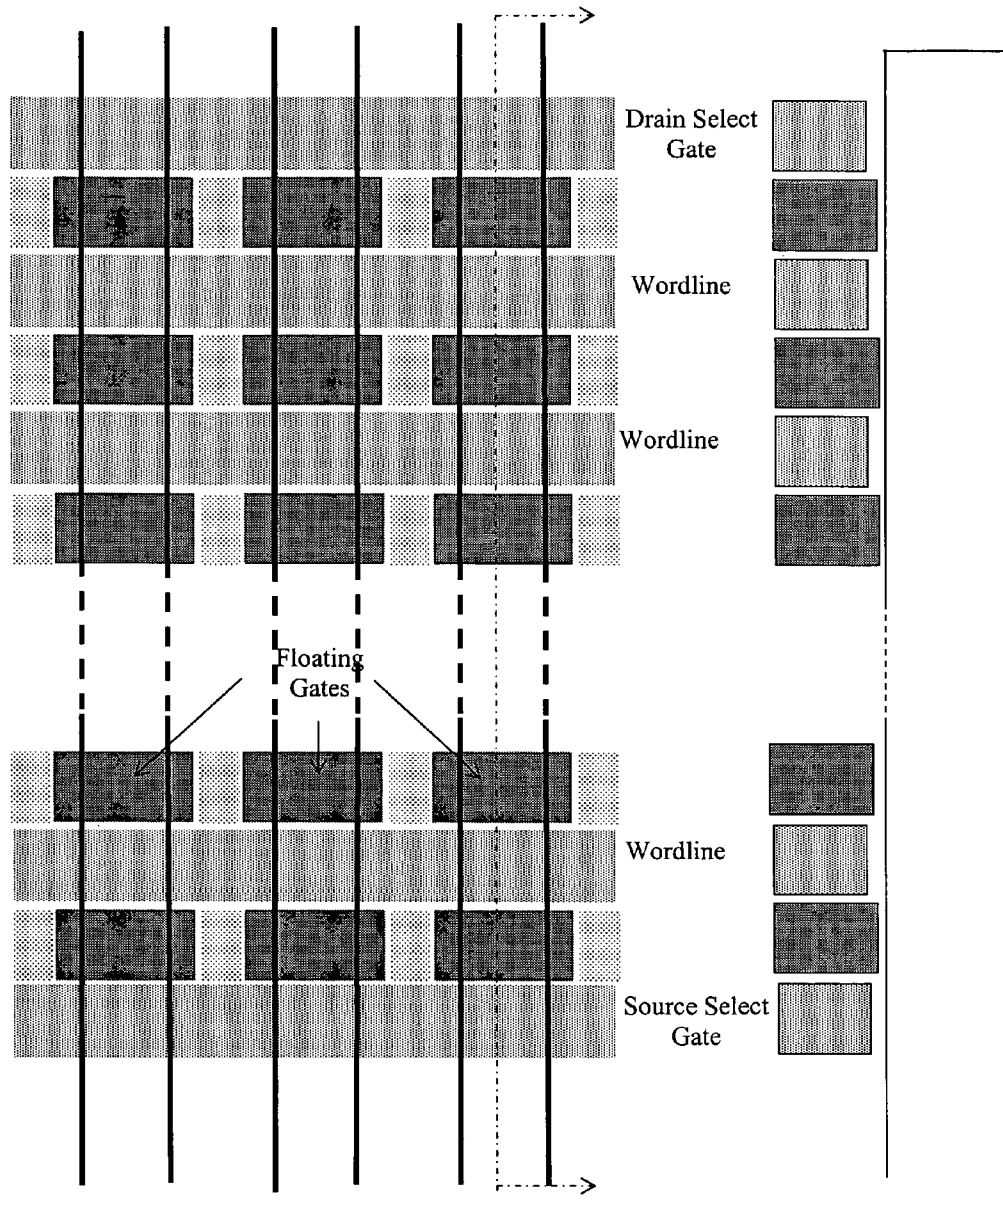 Drain Select
Gate
Wordline
Wordline
Floating
Gates
Wordline
Source Select
Gate